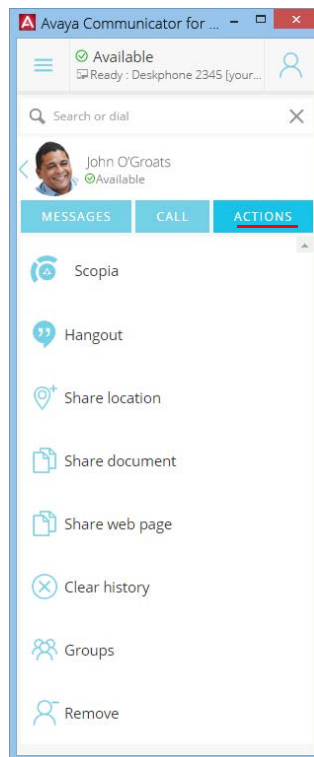 Avaya Communicator for ...
Available
Ready : Deskphone 2345 [your...
Search or dial
John O'Groats
Available
MESSAGES CALL ACTIONS
Scopia
Hangout
Share location
Share document
Share web page
Clear history
Groups
Remove